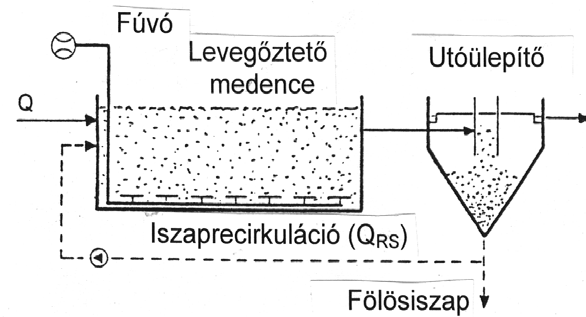 Fúvó
Levegőztető
medence
Utóülepítő
Q
Iszaprecirkuláció (QRS)
Fölösiszap